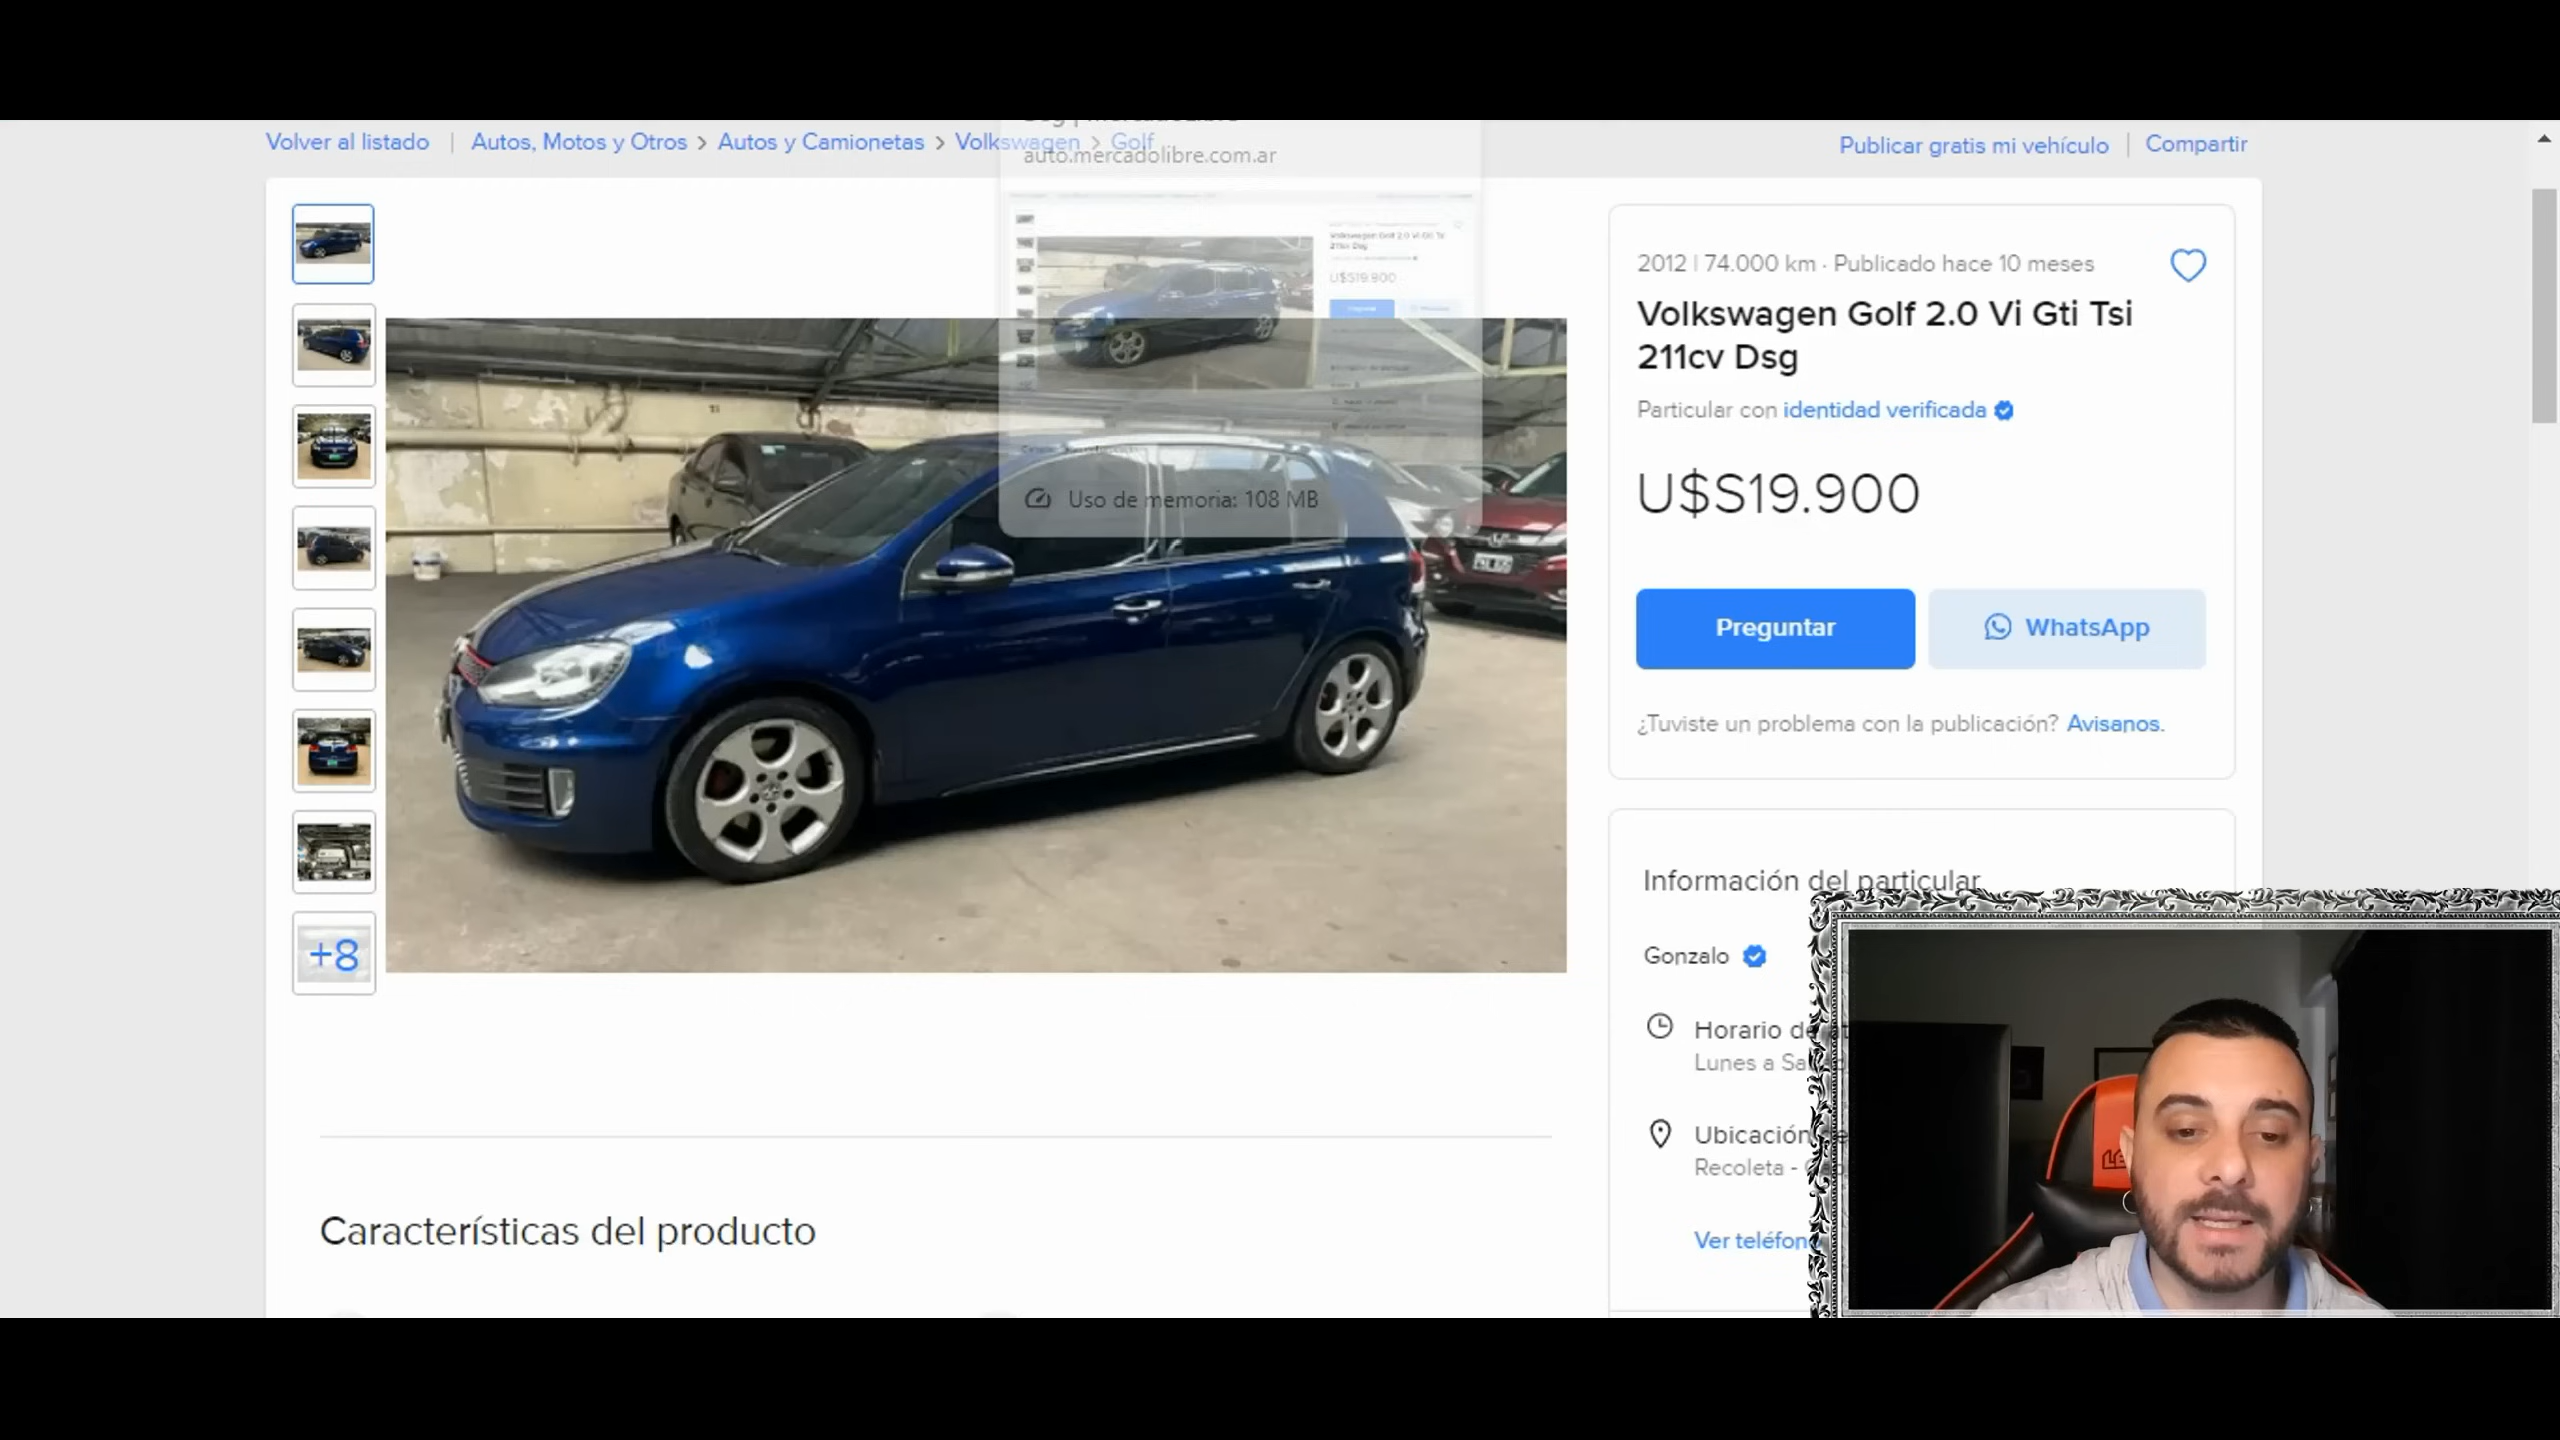 Volver al listado | Autos, Motos y Otros > Autos y Camionetas > Volkswagen > Golf
Publicar gratis mi vehículo | Compartir
auto.mercadolibre.com.ar
U$S19.900
Uso de memoria: 108 MB
+8
2012 | 74.000 km · Publicado hace 10 meses
Volkswagen Golf 2.0 Vi Gti Tsi
211cv Dsg
Particular con identidad verificada
U$S19.900
Preguntar
WhatsApp
¿Tuviste un problema con la publicación? Avisanos.
Información del particular
Gonzalo
Horario de
Lunes a
Ubicación
Recoleta -
Ver teléfono
Características del producto